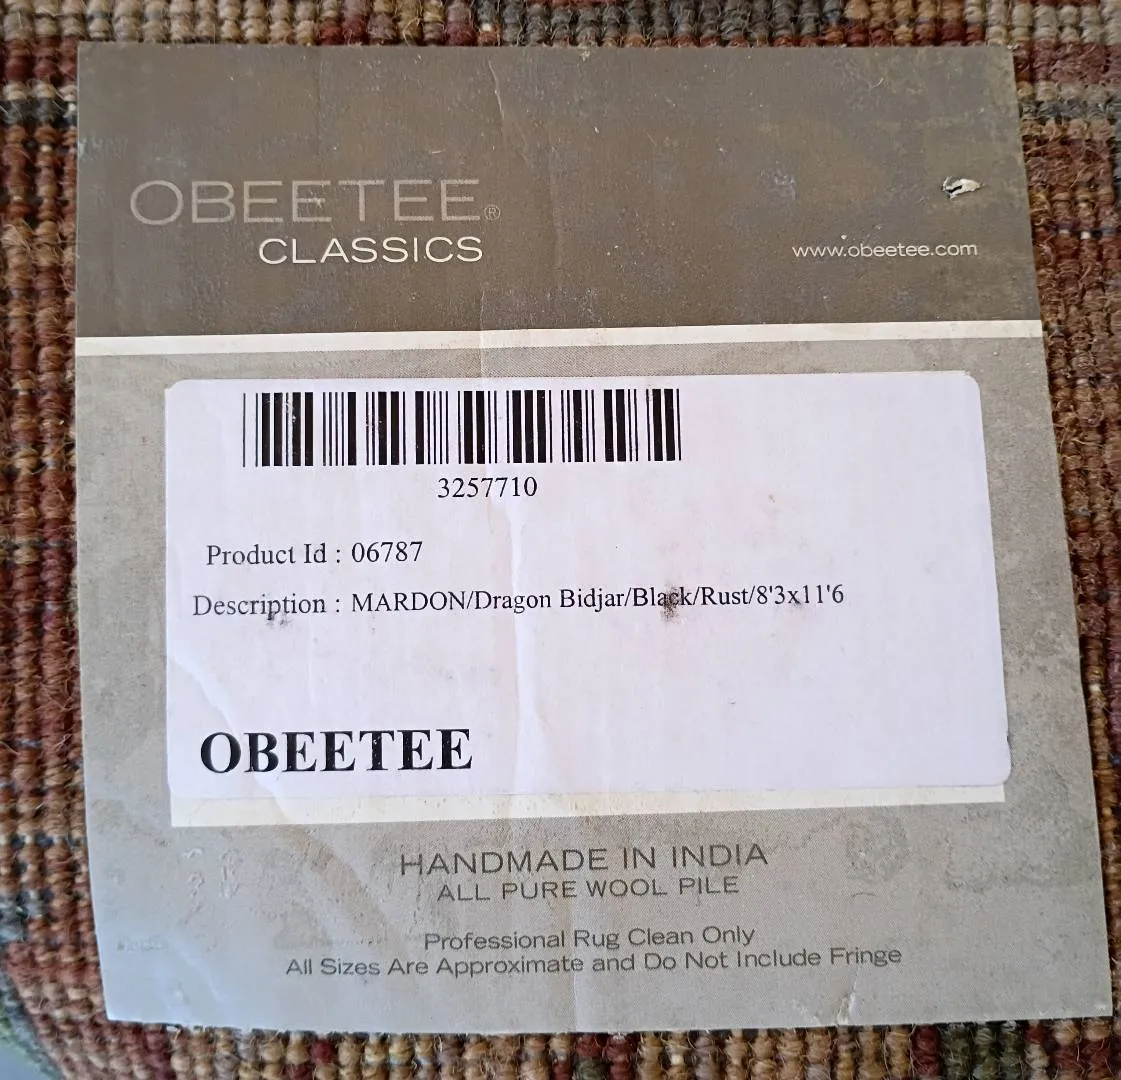 OBEETEE®
CLASSICS
www.obeetee.com
3257710
Product Id : 06787
Description : MARDON/Dragon Bidjar/Black/Rust/8'3x11'6
OBEETEE
HANDMADE IN INDIA
ALL PURE WOOL PILE
Professional Rug Clean Only
All Sizes Are Approximate and Do Not Include Fringe